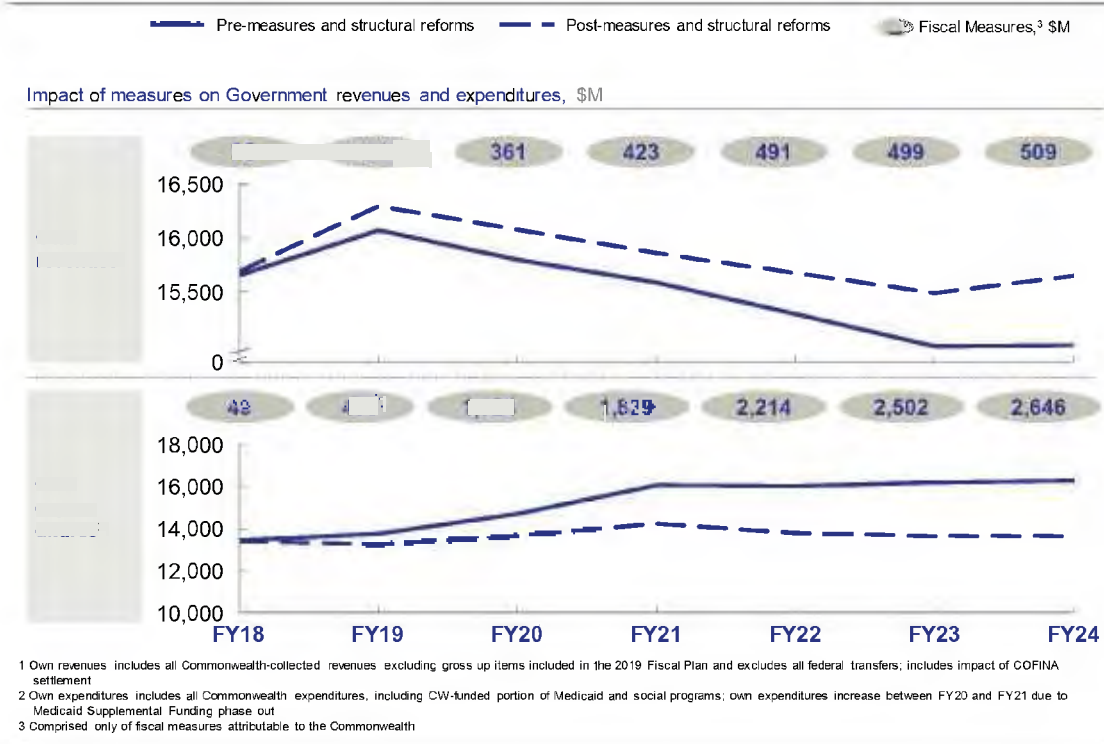 Pre-measures and structural reforms Post-measures and structural reforms Fiscal Measures,³ $M
Impact of measures on Government revenues and expenditures, $M
361 423 491 499 509
16,500
16,000
15,500
0
2,214 2,502 2,646
18,000
16,000
14,000
12,000
10,000
FY18 FY19 FY20 FY21 FY22 FY23 FY24
1 Own revenues includes all Commonwealth-collected revenues excluding gross up items included in the 2019 Fiscal Plan and excludes all federal transfers; includes impact of COFINA
settlement
2 Own expenditures includes all Commonwealth expenditures, including CW-funded portion of Medicaid and social programs; own expenditures increase between FY20 and FY21 due to
Medicaid Supplemental Funding phase out
3 Comprised only of fiscal measures attributable to the Commonwealth